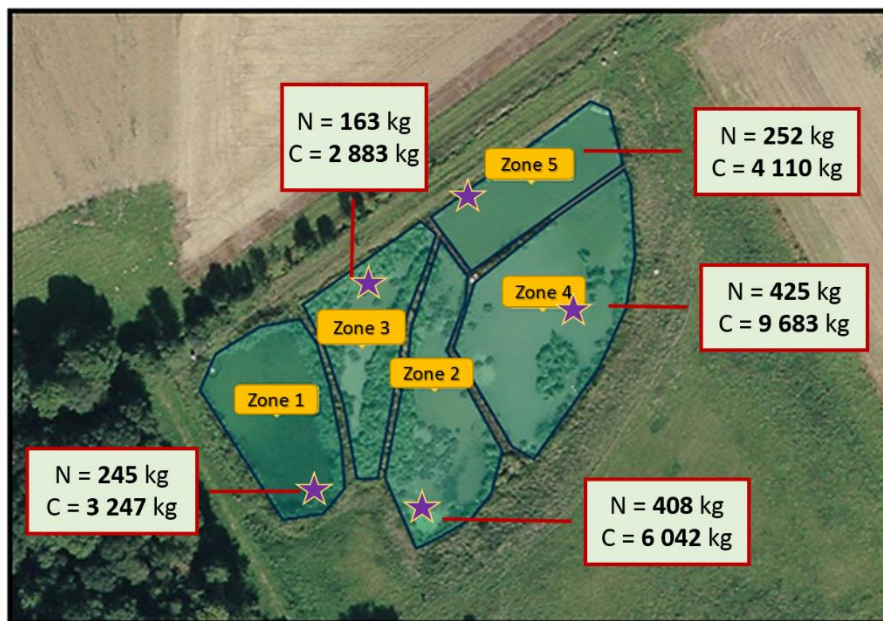 N = 163 kg
C = 2 883 kg
Zone 5
N = 252 kg
C = 4 110 kg
Zone 4
N = 425 kg
C = 9 683 kg
Zone 3
Zone 2
Zone 1
N = 245 kg
C = 3 247 kg
N = 408 kg
C = 6 042 kg